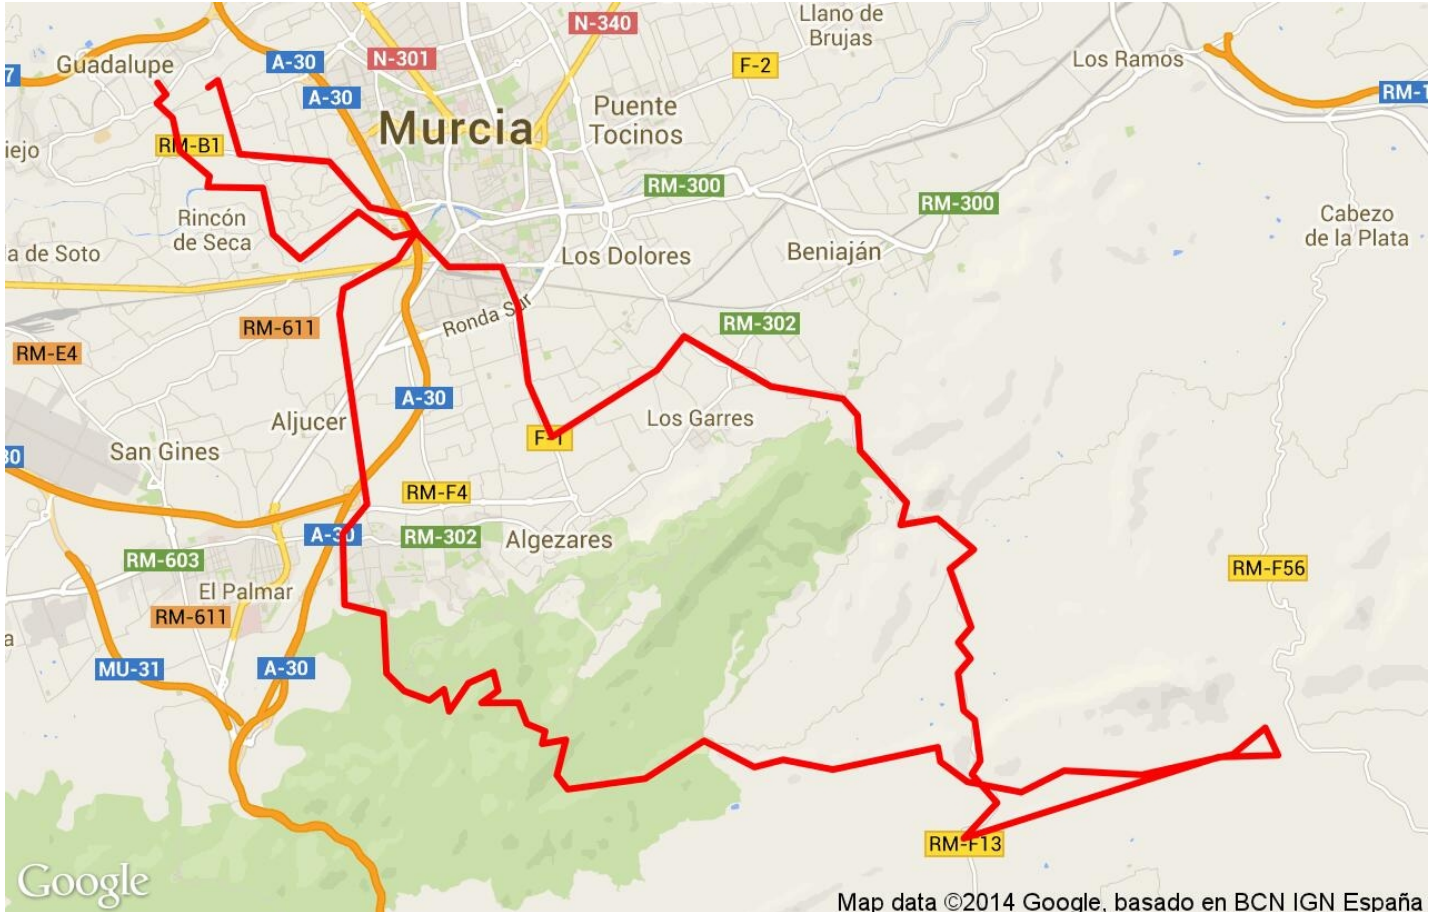 Llano de
Brujas
N-340
Guadalupe
A-30
N-301
F-2
Los Ramos
7
A-30
RM-1
Puente
Tocinos
Murcia
iejo
RM-B1
RM-300
RM-300
Rincón
de Seca
Cabezo
de la Plata
la de Soto
Los Dolores
Beniaján
Ronda Sur
RM-611
RM-302
RM-E4
A-30
Aljucer
Los Garres
F-1
San Gines
30
RM-F4
A-30
RM-302
Algezares
RM-603
RM-F56
El Palmar
RM-611
a
MU-31
A-30
RM-F13
Google
Map data ©2014 Google, basado en BCN IGN España